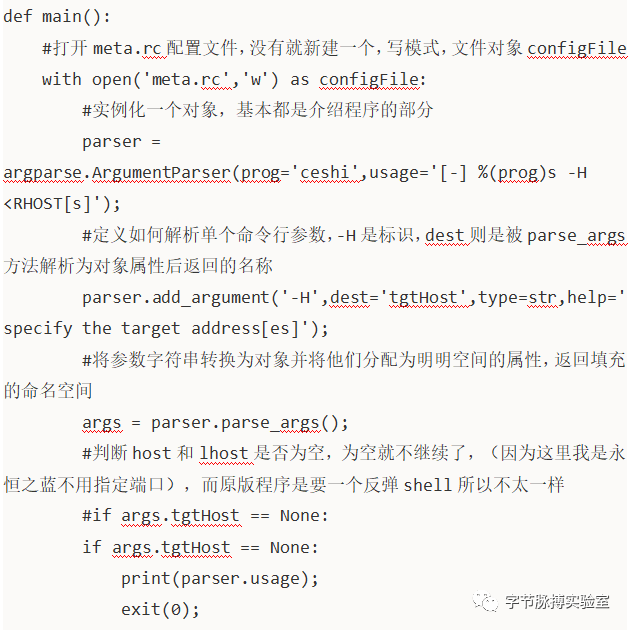 def main():
#打开 meta.rc 配置文件，没有就新建一个，写模式，文件对象 configFile
with open('meta.rc','w') as configFile:
#实例化一个对象，基本都是介绍程序的部分
parser =
argparse.ArgumentParser(prog='ceshi',usage='[-] %(prog)s -H
<RHOST[s]');
#定义如何解析单个命令行参数，-H 是标识，dest 则是被 parse_args
方法解析为对象属性后返回的名称
parser.add_argument('-H',dest='tgtHost',type=str,help='
specify the target address[es]');
#将参数字符串转换为对象并将他们分配为明明空间的属性，返回填充
的命名空间
args = parser.parse_args();
#判断 host 和 lhost 是否为空，为空就不继续了，（因为这里我是永
恒之蓝不用指定端口），而原版程序是要一个反弹 shell 所以不太一样
#if args.tgtHost == None:
if args.tgtHost == None:
print(parser.usage);
exit(0);
字节脉搏实验室